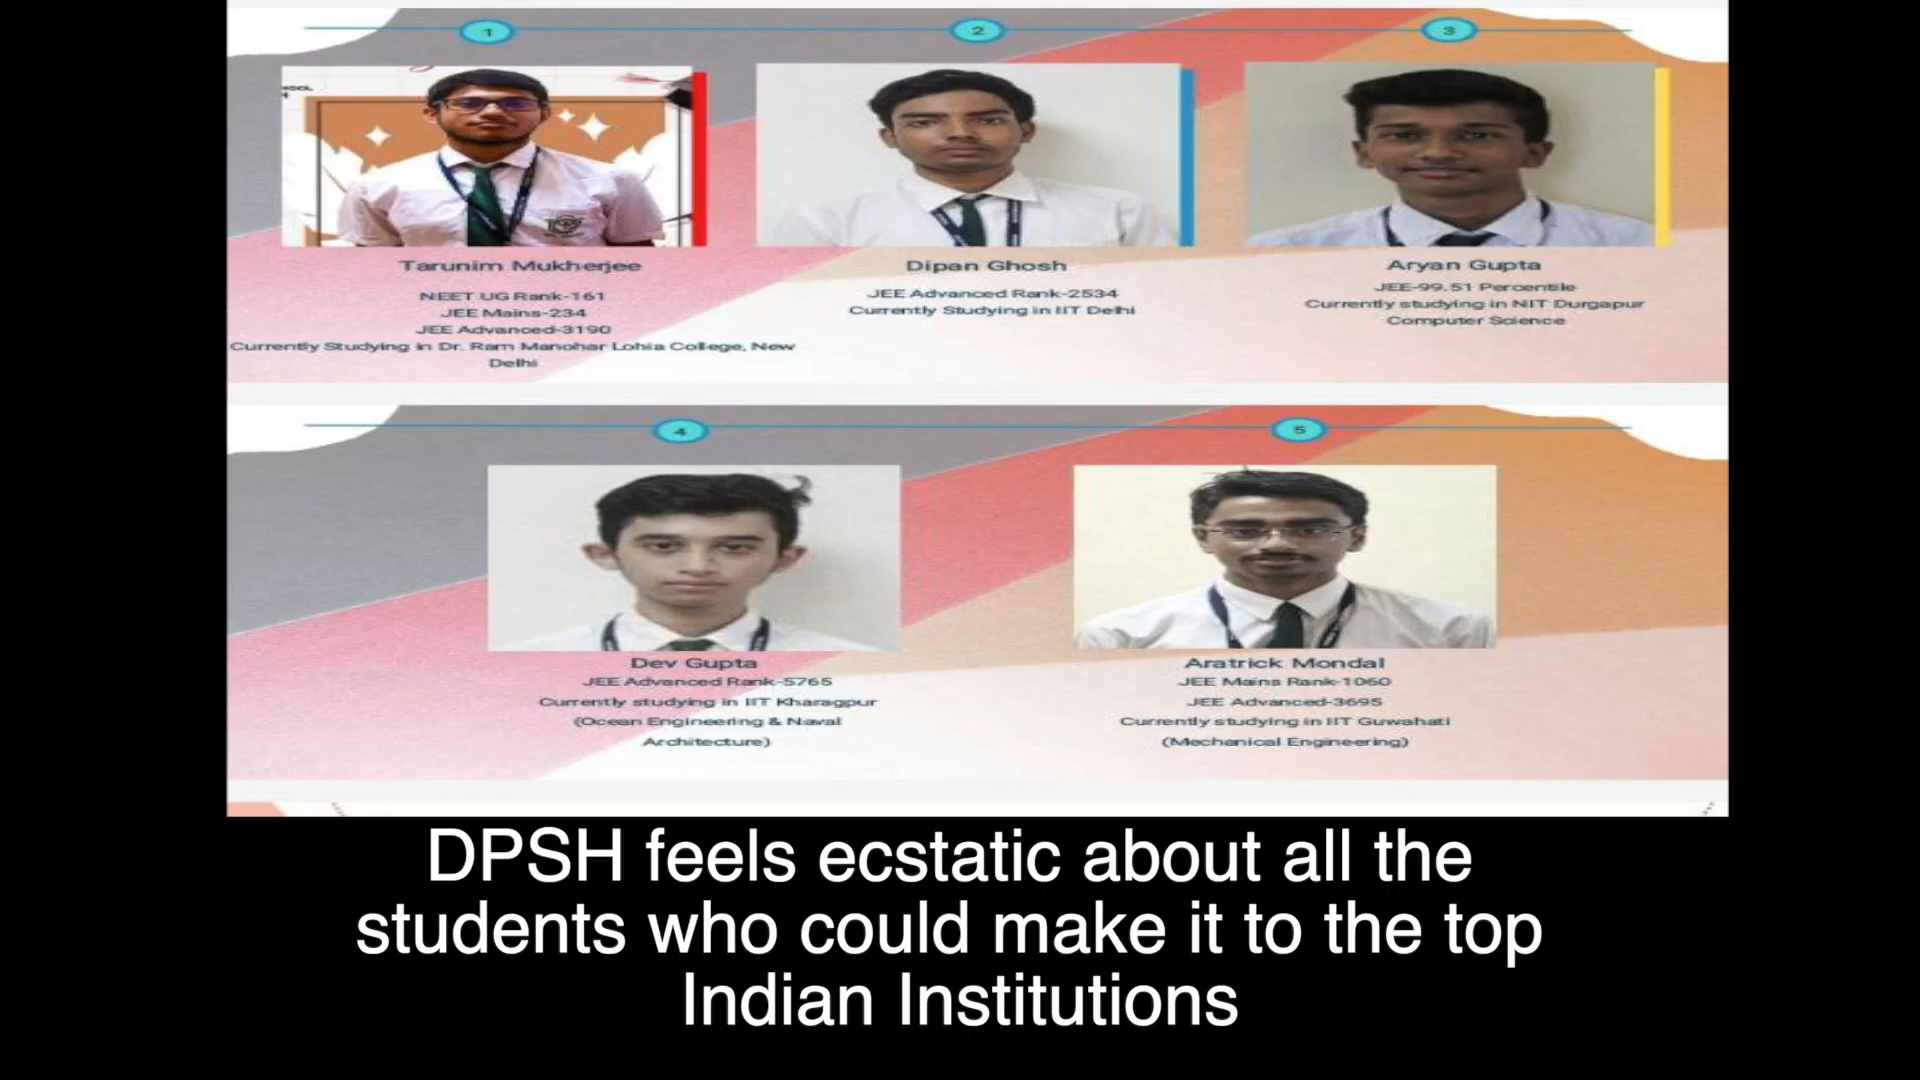 1
2
3
Tarunim Mukherjee
NEET UG Rank-161
JEE Mains-234
JEE Advanced-3190
Currently Studying in Dr. Ram Manohar Lohia College, New
Delhi
Dipan Ghosh
JEE Advanced Rank-2534
Currently Studying in IIT Delhi
Aryan Gupta
JEE-99.51 Percentile
Currently studying in NIT Durgapur
Computer Science
4
5
Dev Gupta
JEE Advanced Rank-5765
Currently studying in IIT Kharagpur
(Ocean Engineering & Naval
Architecture)
Aratrick Mondal
JEE Mains Rank-1060
JEE Advanced-3695
Currently studying in IIT Guwahati
(Mechanical Engineering)
DPSH feels ecstatic about all the
students who could make it to the top
Indian Institutions